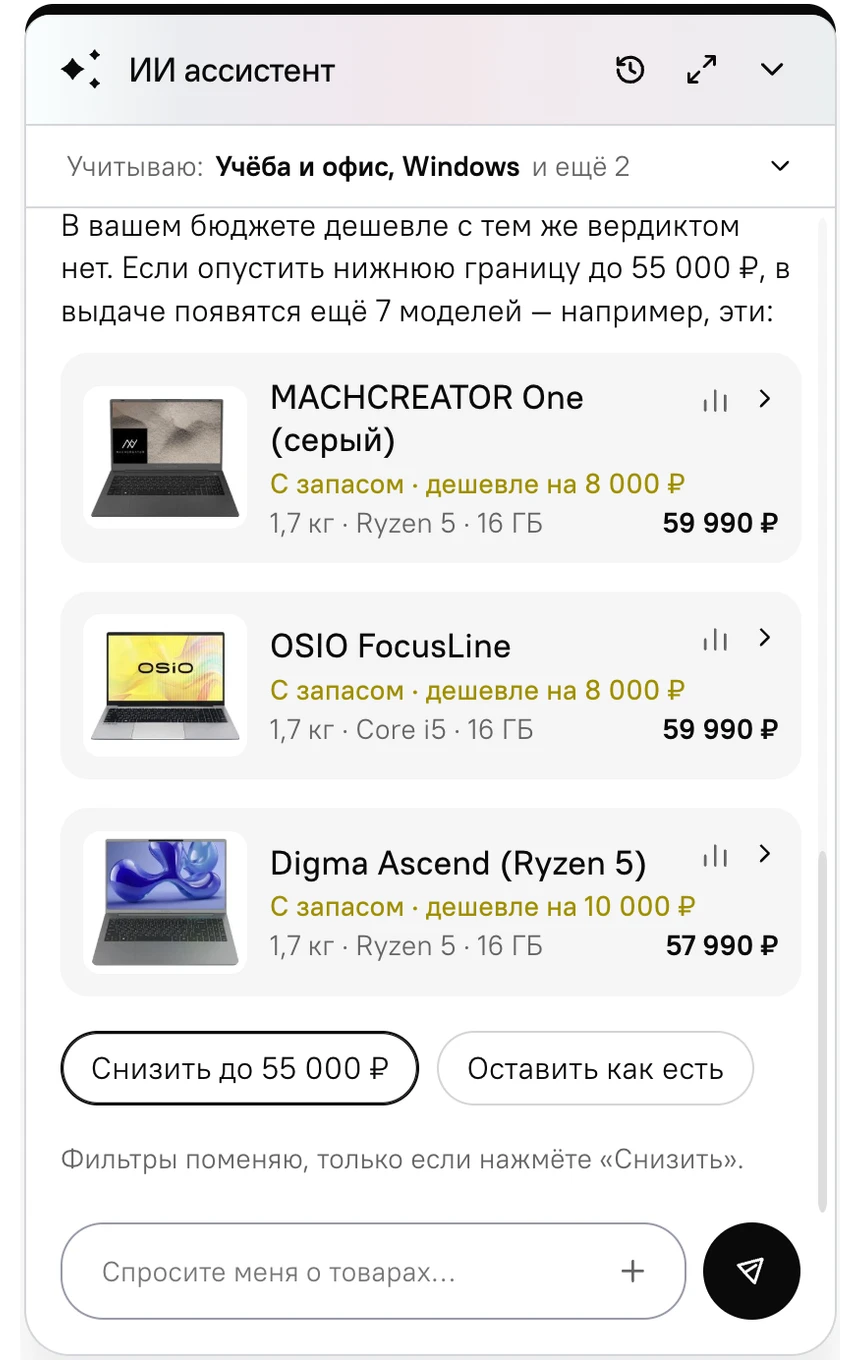 ИИ ассистент
Учитываю: Учёба и офис, Windows и ещё 2
В вашем бюджете дешевле с тем же вердиктом
нет. Если опустить нижнюю границу до 55 000 ₽, в
выдаче появятся ещё 7 моделей — например, эти:
MACHCREATOR One
(серый)
С запасом · дешевле на 8 000 ₽
1,7 кг · Ryzen 5 · 16 ГБ 59 990 ₽
OSIO
OSIO FocusLine
С запасом · дешевле на 8 000 ₽
1,7 кг · Core i5 · 16 ГБ 59 990 ₽
Digma Ascend (Ryzen 5)
С запасом · дешевле на 10 000 ₽
1,7 кг · Ryzen 5 · 16 ГБ 57 990 ₽
Снизить до 55 000 ₽ Оставить как есть
Фильтры поменяю, только если нажмёте «Снизить».
Спросите меня о товарах...